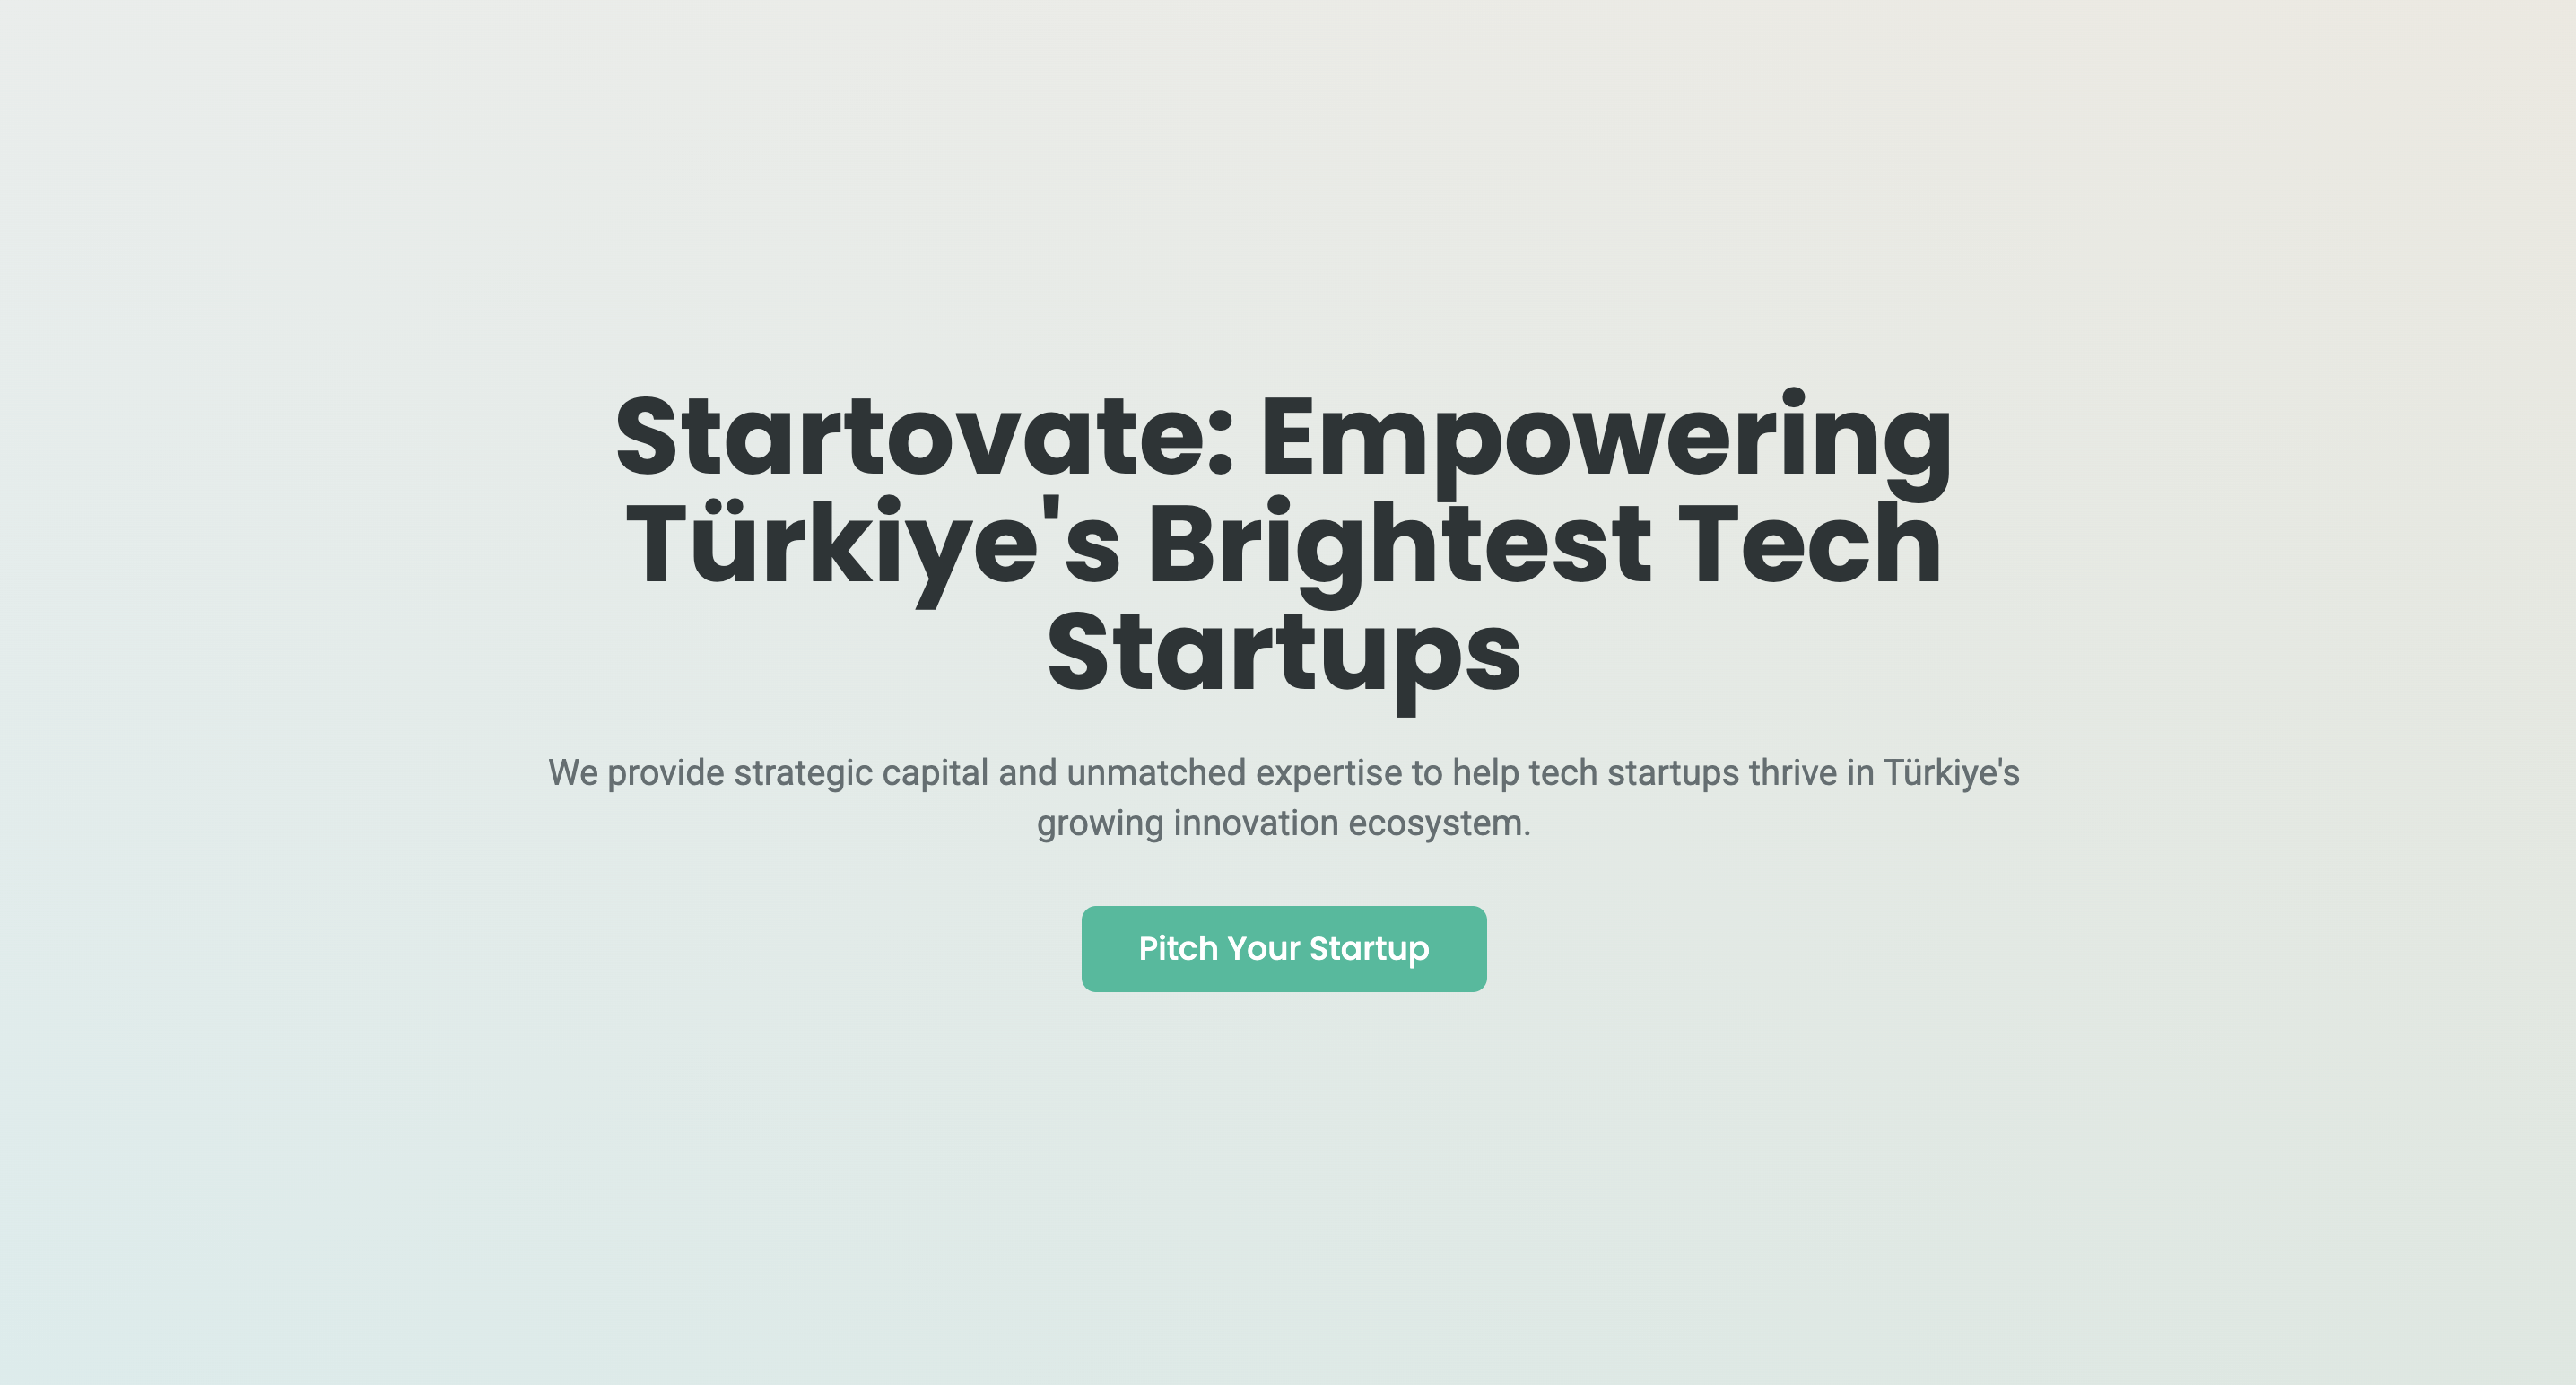 Startovate: Empowering
Türkiye's Brightest Tech
Startups
We provide strategic capital and unmatched expertise to help tech startups thrive in Türkiye's
growing innovation ecosystem.
Pitch Your Startup